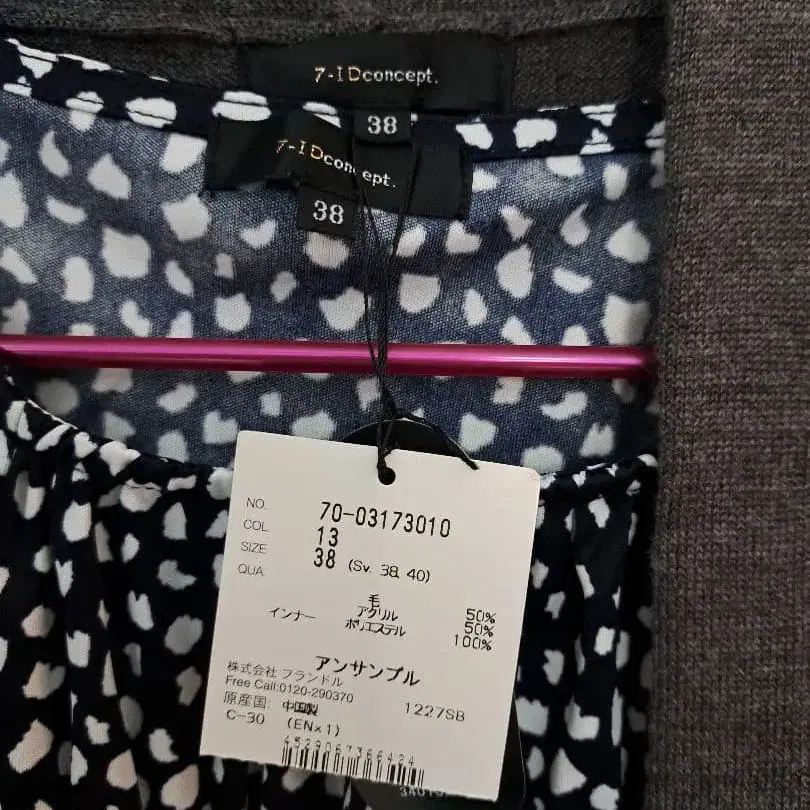 7-IDconcept.
38
7-IDconcept.
38
NO. 70-03173010
COL 13
SIZE 38 (Sv. 38, 40)
QUA.
毛 50%
アクリル 50%
インナー ポリエステル 100%
アンサンブル
株式会社 フランドル
Free Call:0120-290370
原産国: 中国製 1227SB
C-30 (EN×1)